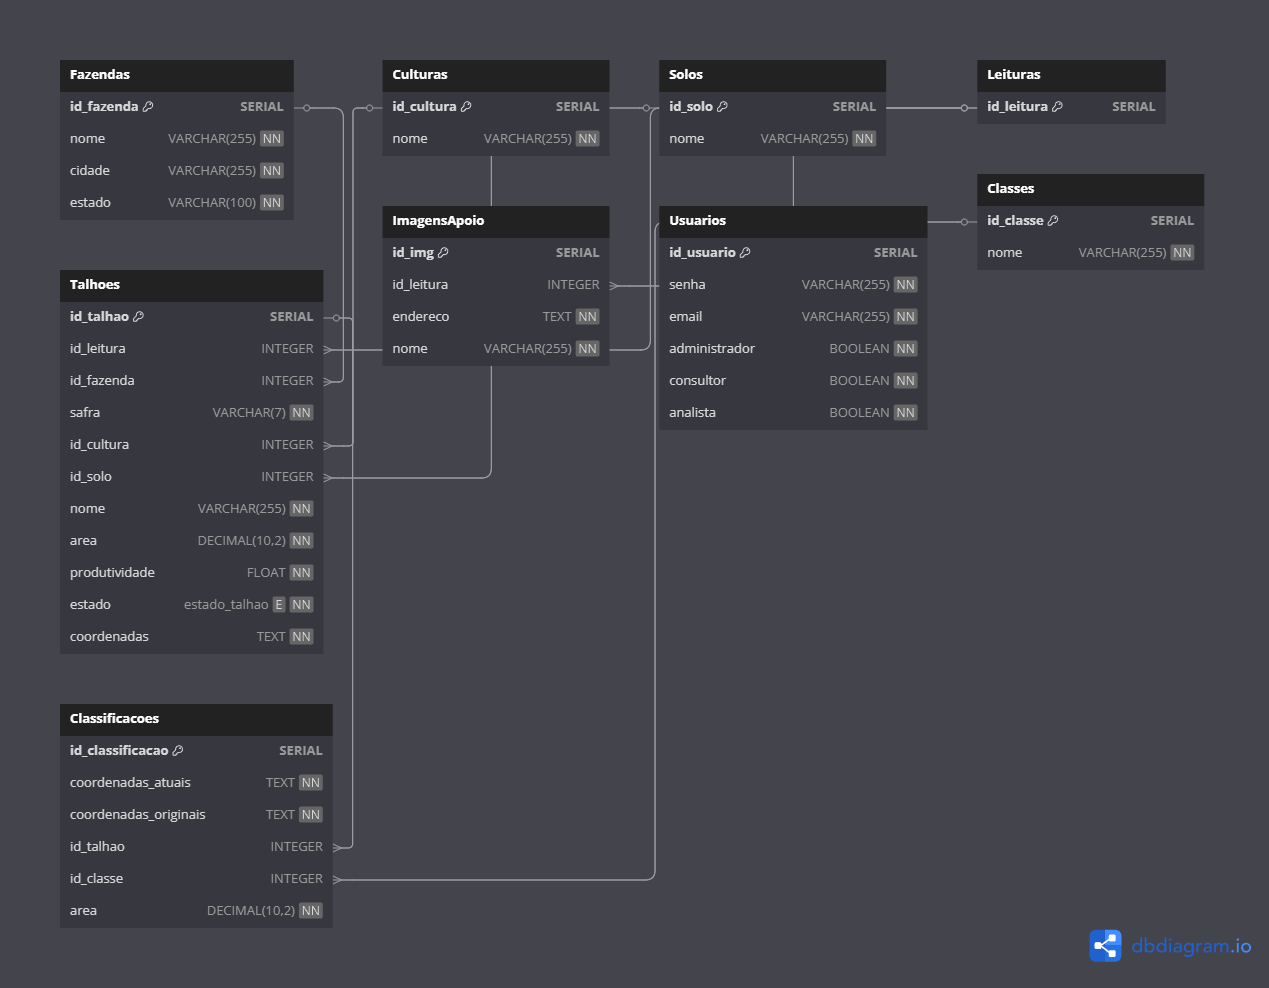 Fazendas
id_fazenda SERIAL
nome VARCHAR(255) NN
cidade VARCHAR(255) NN
estado VARCHAR(100) NN
Culturas
id_cultura SERIAL
nome VARCHAR(255) NN
Solos
id_solo SERIAL
nome VARCHAR(255) NN
Leituras
id_leitura SERIAL
Classes
id_classe SERIAL
nome VARCHAR(255) NN
ImagensApoio
id_img SERIAL
id_leitura INTEGER
endereco TEXT NN
nome VARCHAR(255) NN
Usuarios
id_usuario SERIAL
senha VARCHAR(255) NN
email VARCHAR(255) NN
administrador BOOLEAN NN
consultor BOOLEAN NN
analista BOOLEAN NN
Talhoes
id_talhao SERIAL
id_leitura INTEGER
id_fazenda INTEGER
safra VARCHAR(7) NN
id_cultura INTEGER
id_solo INTEGER
nome VARCHAR(255) NN
area DECIMAL(10,2) NN
produtividade FLOAT NN
estado estado_talhao E NN
coordenadas TEXT NN
Classificacoes
id_classificacao SERIAL
coordenadas_atuais TEXT NN
coordenadas_originais TEXT NN
id_talhao INTEGER
id_classe INTEGER
area DECIMAL(10,2) NN
dbdiagram.io